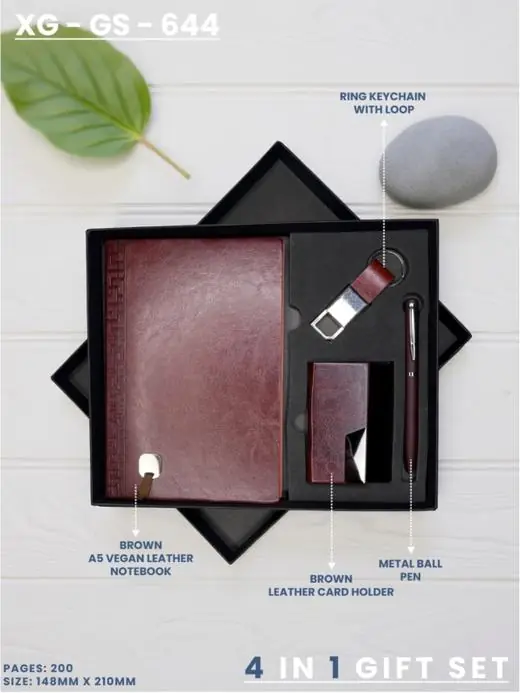 XG - GS - 644
RING KEYCHAIN
WITH LOOP
BROWN
A5 VEGAN LEATHER
NOTEBOOK
BROWN
LEATHER CARD HOLDER
METAL BALL
PEN
PAGES: 200
SIZE: 148MM X 210MM
4 IN 1 GIFT SET